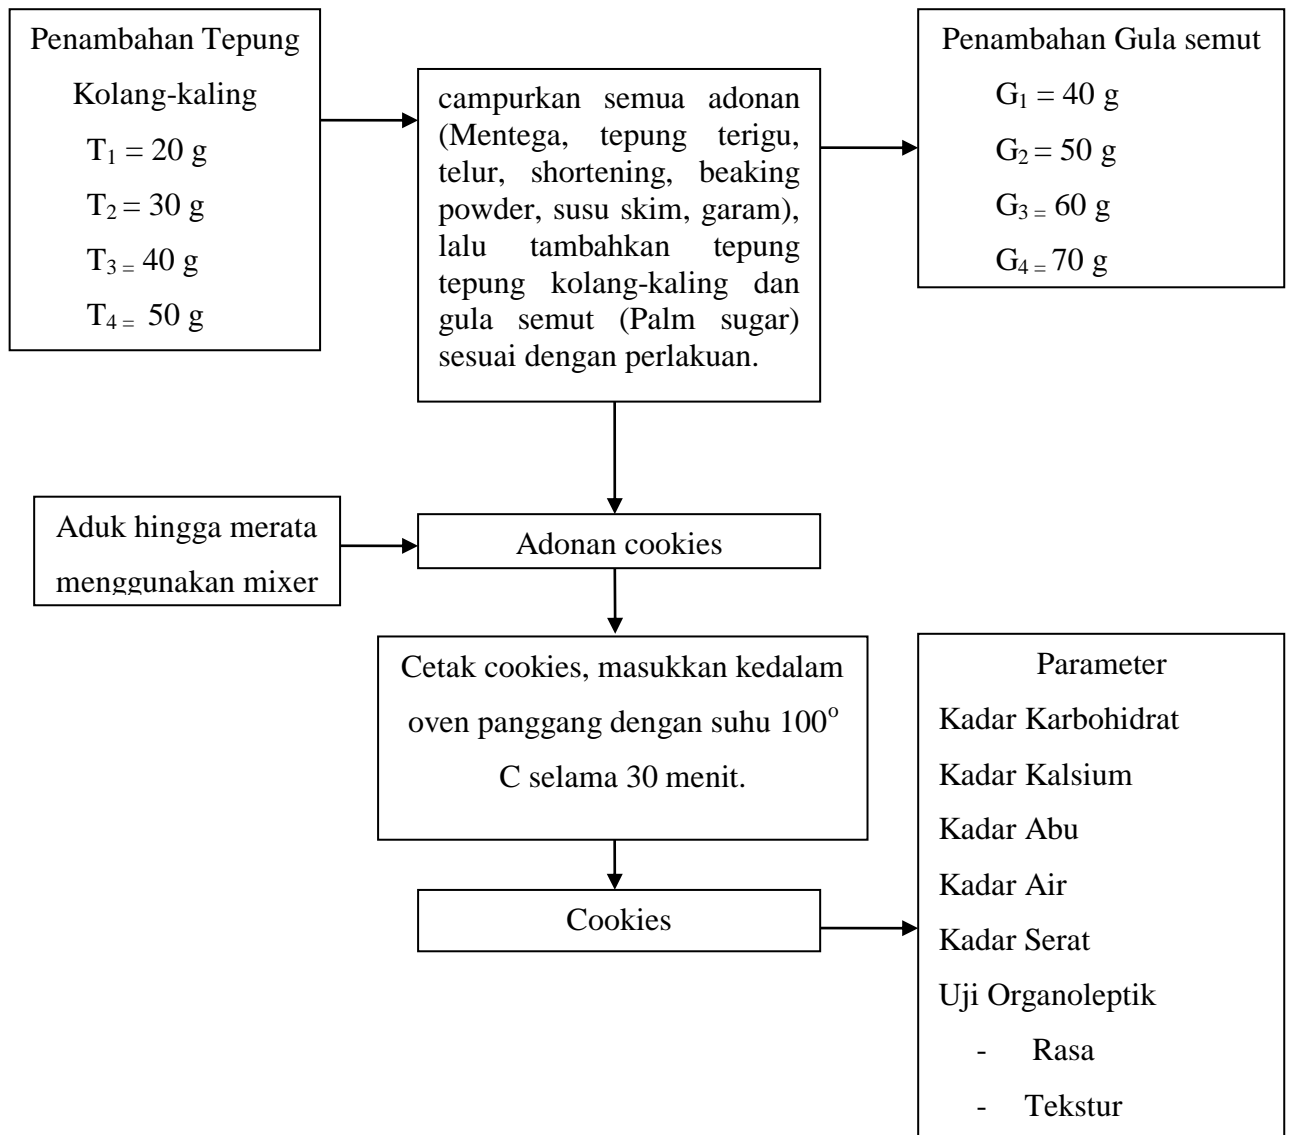 Penambahan Tepung
Kolang-kaling
T1 = 20 g
T2 = 30 g
T3 = 40 g
T4 = 50 g
campurkan semua adonan
(Mentega, tepung terigu,
telur, shortening, beaking
powder, susu skim, garam),
lalu tambahkan tepung
tepung kolang-kaling dan
gula semut (Palm sugar)
sesuai dengan perlakuan.
Penambahan Gula semut
G1 = 40 g
G2 = 50 g
G3 = 60 g
G4 = 70 g
Aduk hingga merata
menggunakan mixer
Adonan cookies
Cetak cookies, masukkan kedalam
oven panggang dengan suhu 100o
C selama 30 menit.
Cookies
Parameter
Kadar Karbohidrat
Kadar Kalsium
Kadar Abu
Kadar Air
Kadar Serat
Uji Organoleptik
- Rasa
- Tekstur